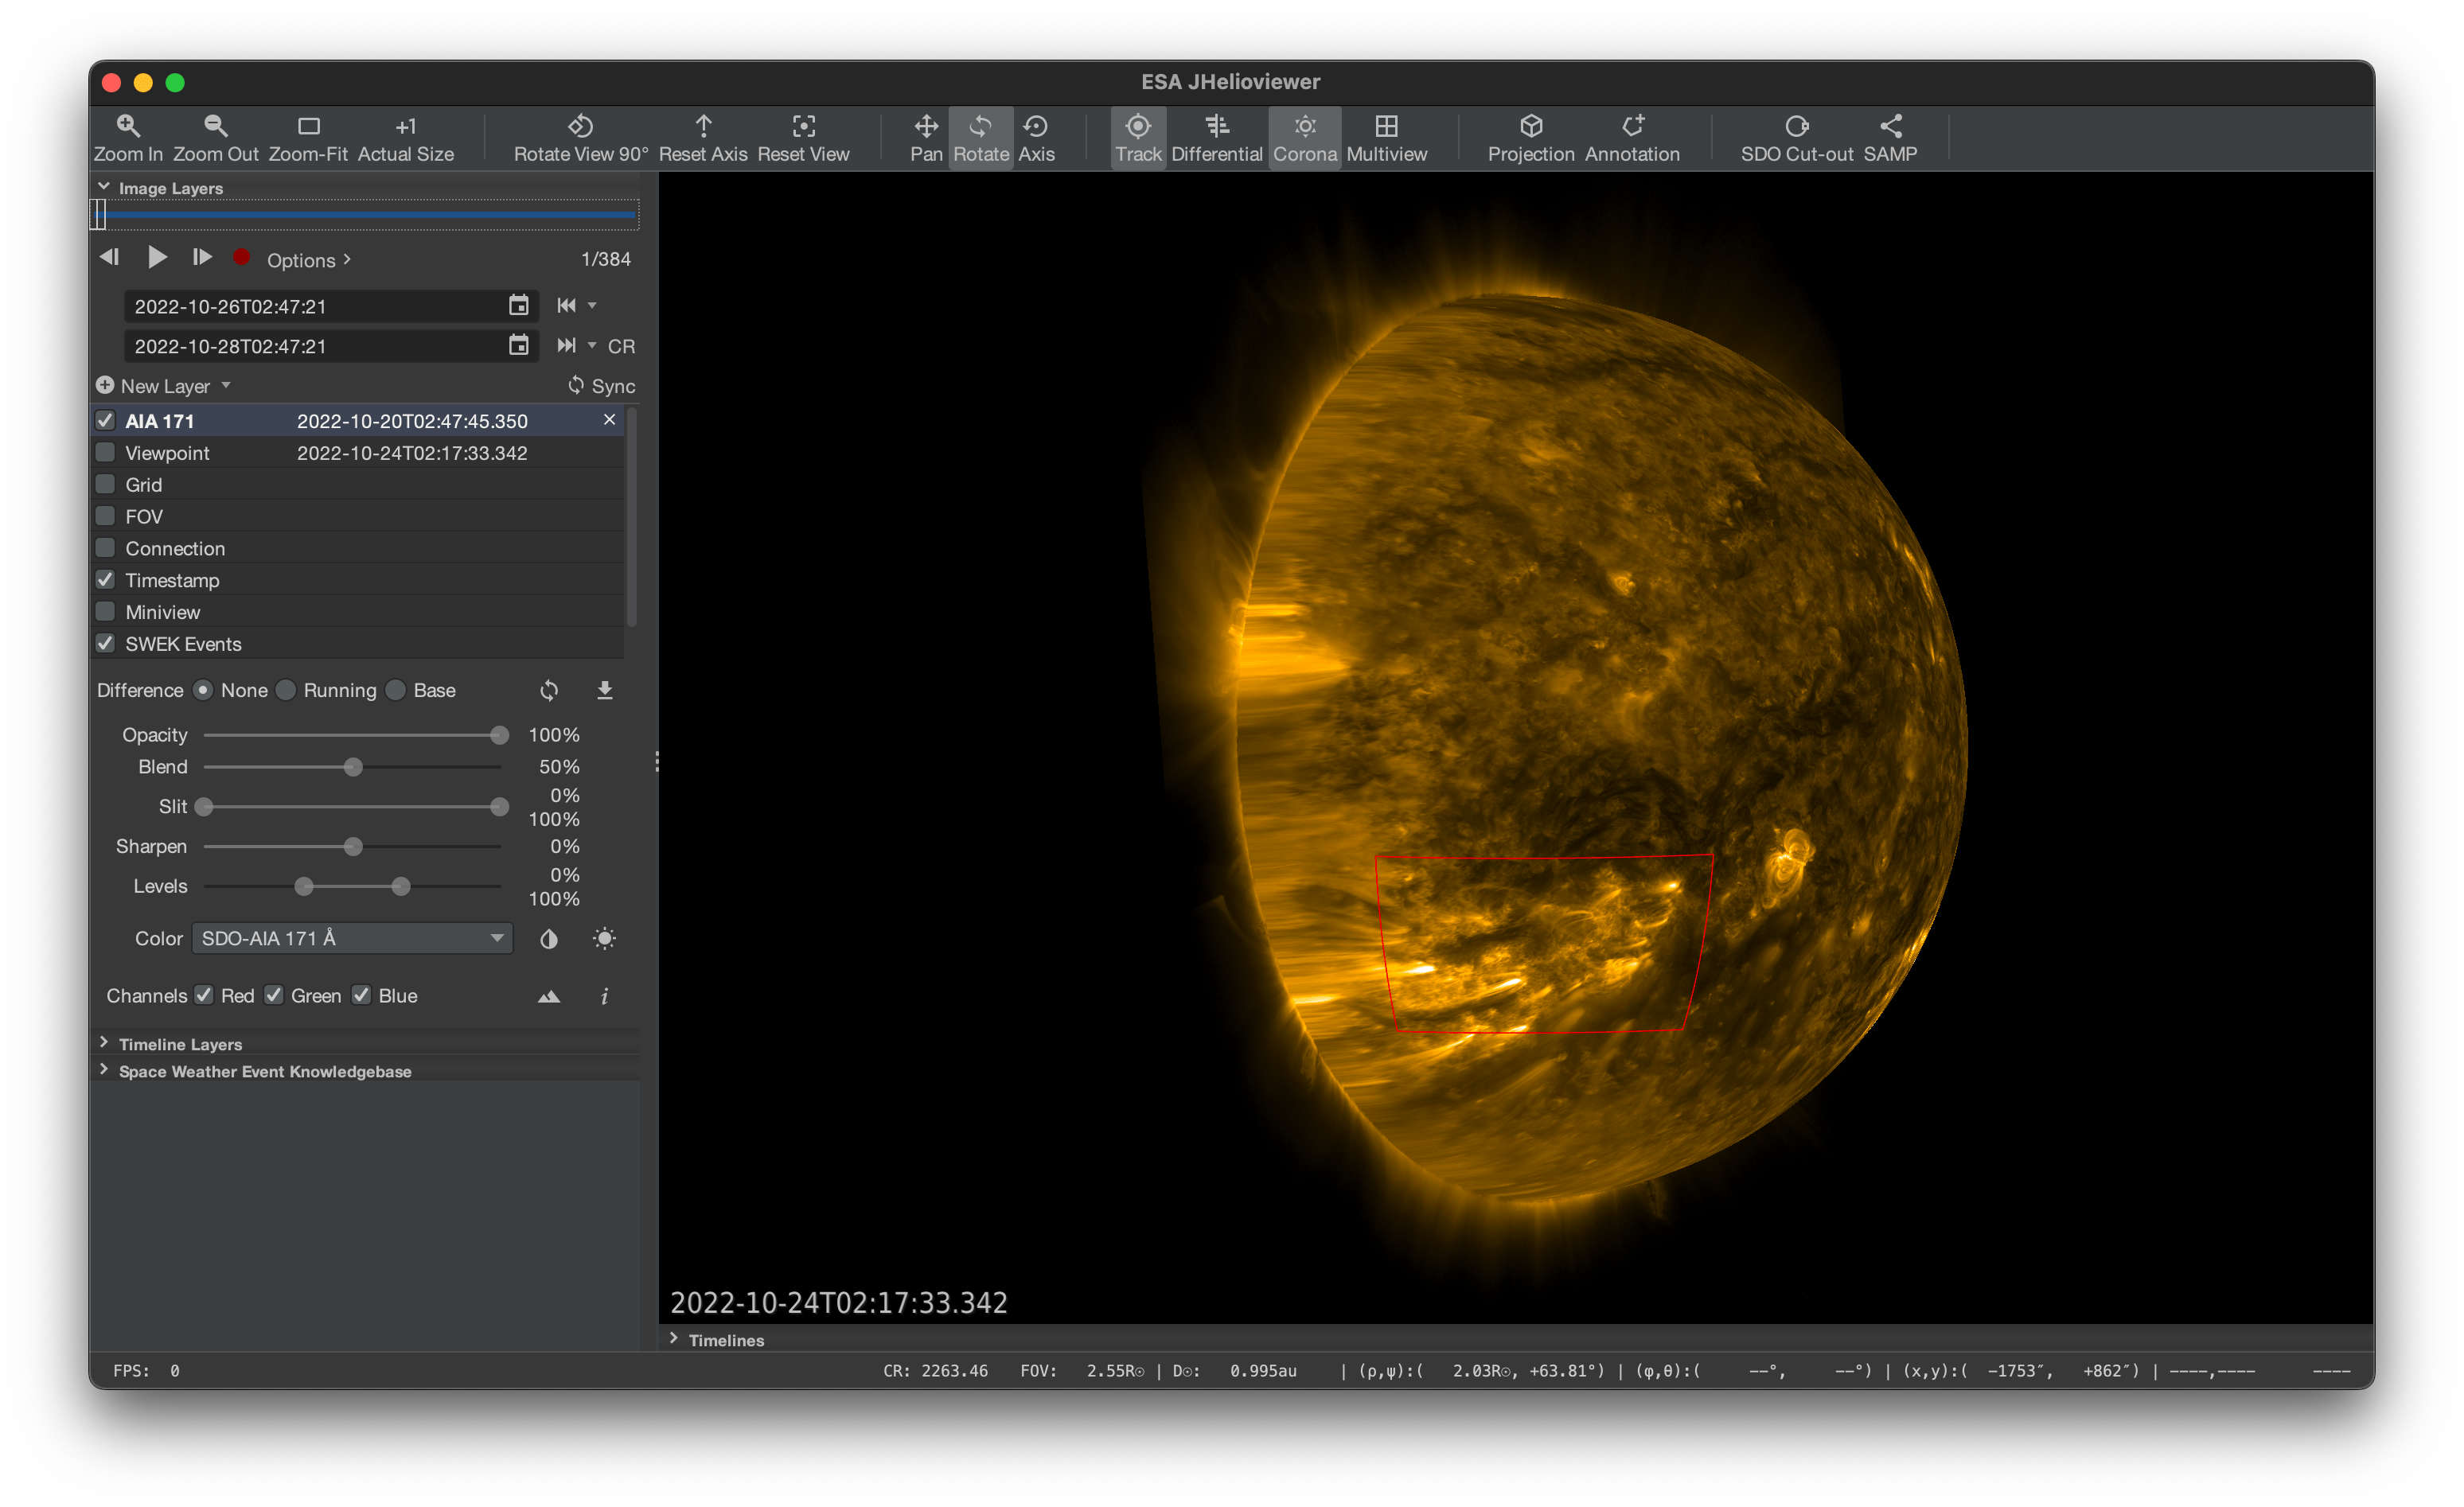 ESA JHelioviewer
Zoom In Zoom Out Zoom-Fit Actual Size Rotate View 90° Reset Axis Reset View Pan Rotate Axis Track Differential Corona Multiview Projection Annotation SDO Cut-out SAMP
Image Layers
Options 1/384
2022-10-26T02:47:21
2022-10-28T02:47:21 CR
New Layer Sync
AIA 171 2022-10-20T02:47:45.350
Viewpoint 2022-10-24T02:17:33.342
Grid
FOV
Connection
Timestamp
Miniview
SWEK Events
Difference None Running Base
Opacity 100%
Blend 50%
Slit 0%
100%
Sharpen 0%
Levels 0%
100%
Color SDO-AIA 171 Å
Channels Red Green Blue
Timeline Layers
Space Weather Event Knowledgebase
2022-10-24T02:17:33.342
Timelines
FPS: 0 CR: 2263.46 FOV: 2.55R☉ | D☉: 0.995au | (ρ,ψ):( 2.03R☉, +63.81°) | (φ,θ):( −−°, −−°) | (x,y):( −1753″, +862″) | −−−−,−−−− −−−−